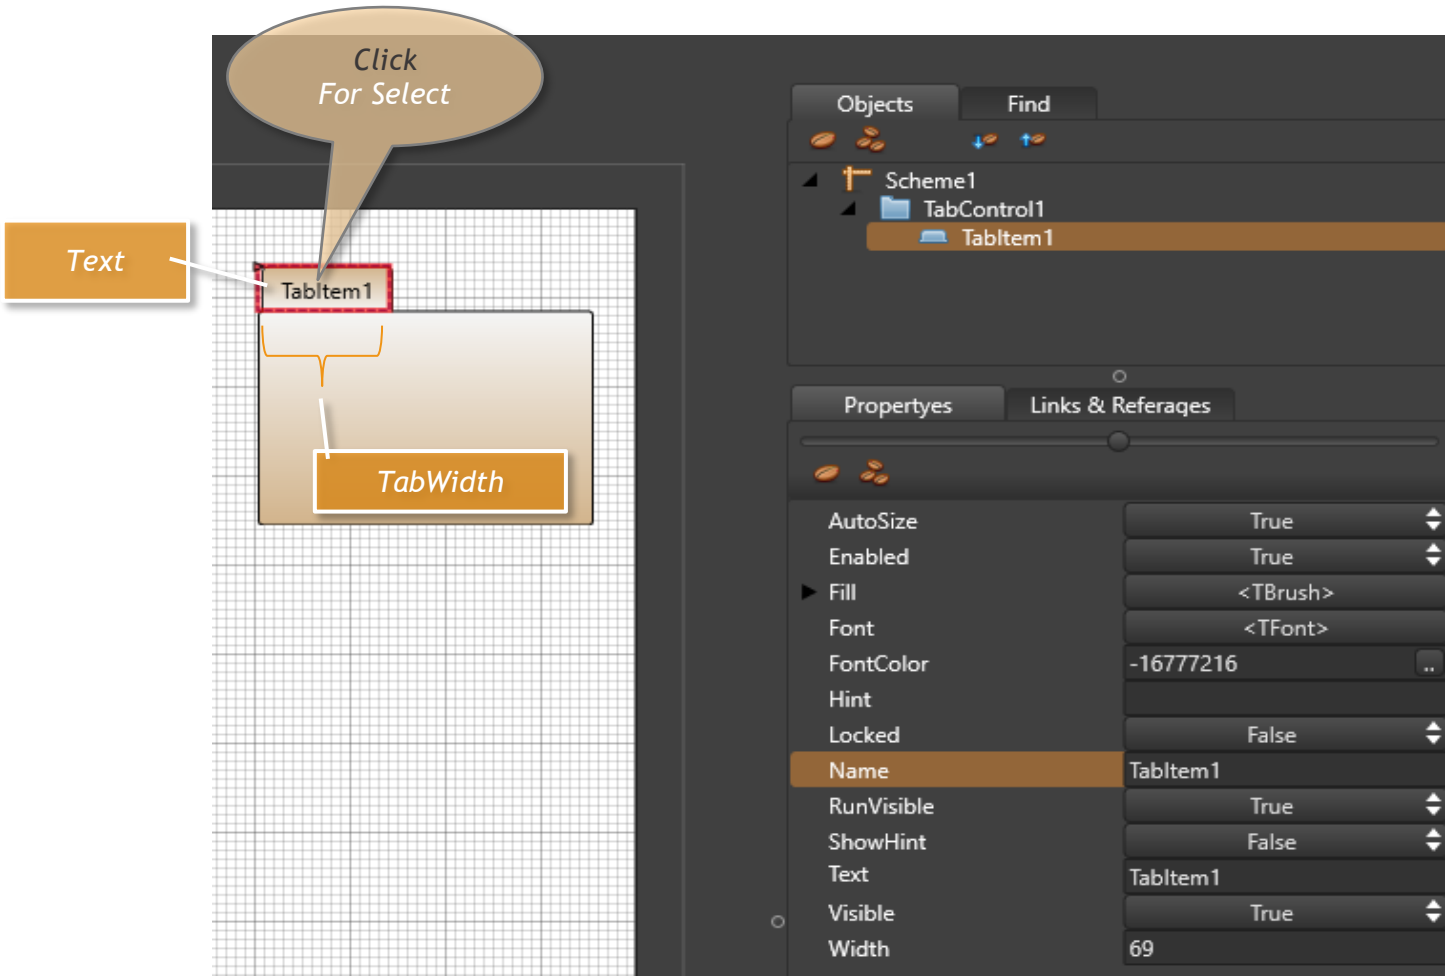 Click
For Select
Text
TabItem1
TabWidth
Objects Find
Scheme1
TabControl1
TabItem1
Propertyes Links & Referages
AutoSize True
Enabled True
Fill <TBrush>
Font <TFont>
FontColor -16777216 ..
Hint
Locked False
Name TabItem1
RunVisible True
ShowHint False
Text TabItem1
Visible True
Width 69